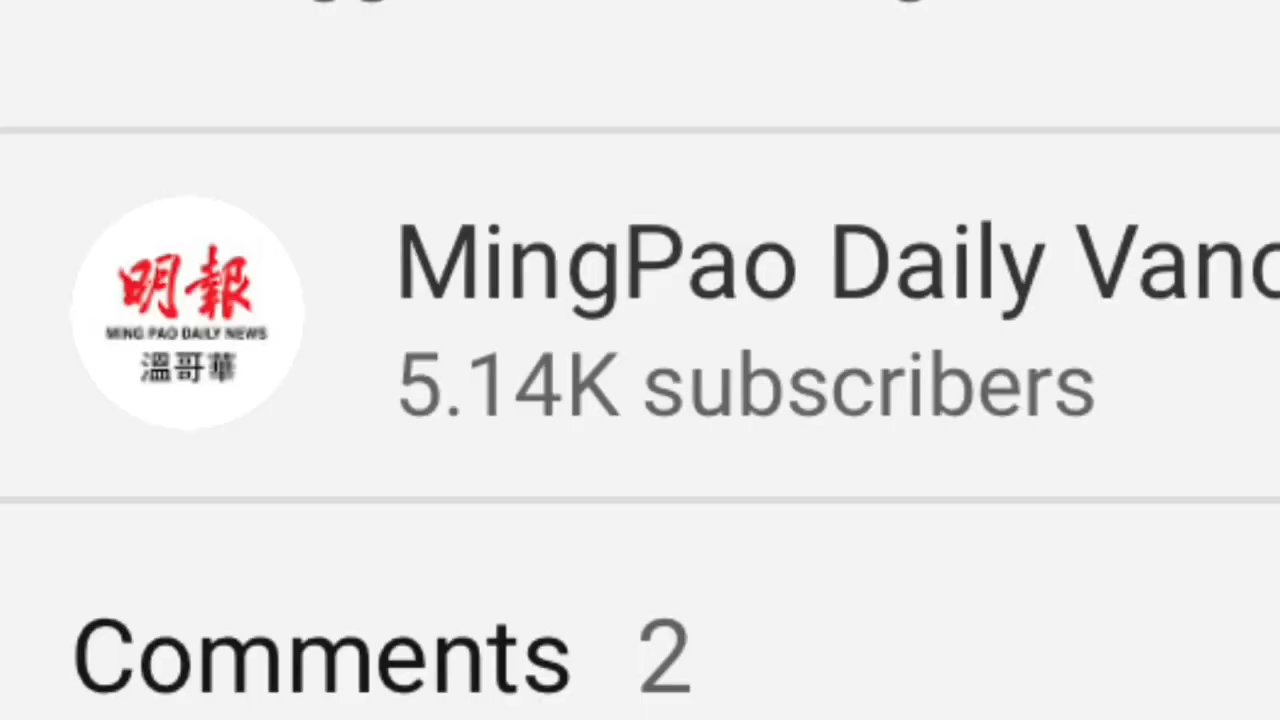 明報
MING PAO DAILY NEWS
溫哥華
MingPao Daily Vanc
5.14K subscribers
Comments 2